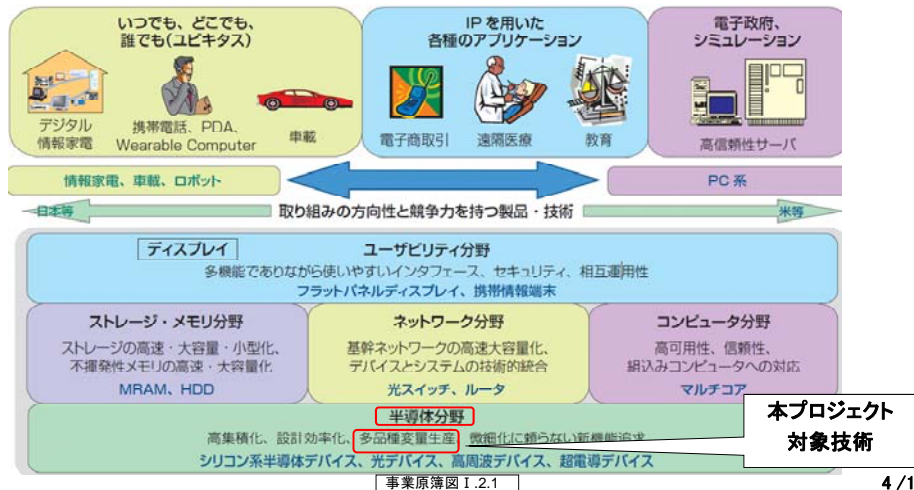 いつでも、どこでも、
誰でも(ユビキタス)
デジタル
情報家電
携帯電話、PDA、
Wearable Computer
車載
IPを用いた
各種のアプリケーション
電子商取引
遠隔医療
教育
電子政府、
シミュレーション
高信頼性サーバ
情報家電、車載、ロボット
PC系
日本等
取り組みの方向性と競争力を持つ製品・技術
米等
ディスプレイ
ユーザビリティ分野
多機能でありながら使いやすいインタフェース、セキュリティ、相互運用性
フラットパネルディスプレイ、携帯情報端末
ストレージ・メモリ分野
ストレージの高速・大容量・小型化、
不揮発性メモリの高速・大容量化
MRAM、HDD
ネットワーク分野
基幹ネットワークの高速大容量化、
デバイスとシステムの技術的統合
光スイッチ、ルータ
コンピュータ分野
高可用性、信頼性、
組込みコンピュータへの対応
マルチコア
半導体分野
高集積化、設計効率化、多品種変量生産、微細化に頼らない新機能追求
シリコン系半導体デバイス、光デバイス、高周波デバイス、超電導デバイス
本プロジェクト
対象技術
事業原簿図Ⅰ.2.1
4/1